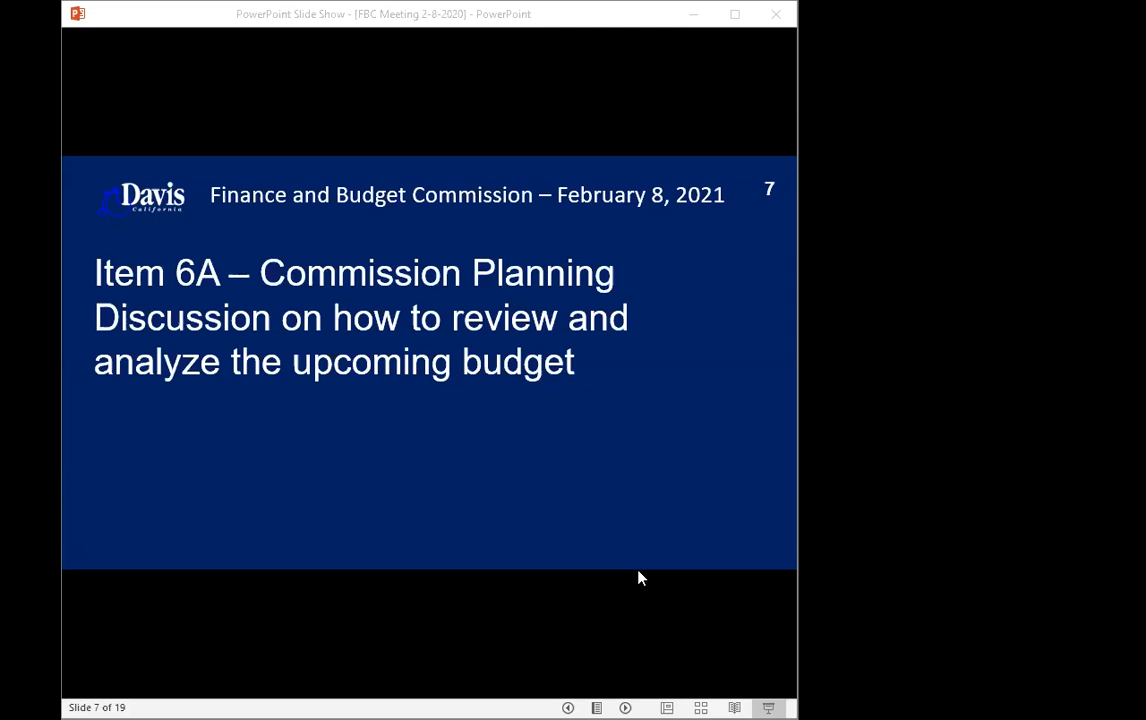 PowerPoint Slide Show - [FBC Meeting 2-8-2020] - PowerPoint
Davis
California
Finance and Budget Commission – February 8, 2021
7
Item 6A – Commission Planning
Discussion on how to review and
analyze the upcoming budget
Slide 7 of 19